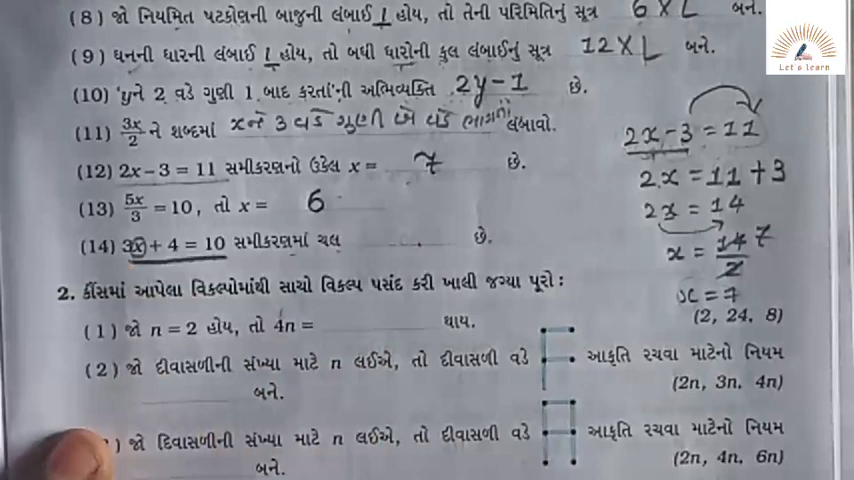 (8) જો નિયમિત ષટ્કોણની બાજુની લંબાઈ l હોય, તો તેની પરિમિતિનું સૂત્ર 6 X L બને.
(9) ઘનની ધારની લંબાઈ l હોય, તો બધી ધારોની કુલ લંબાઈનું સૂત્ર 12 X L બને.
(10) 'yને 2 વડે ગુણી 1 બાદ કરતાં'ની અભિવ્યક્તિ 2y - 1 છે.
(11) 3x/2 ને શબ્દમાં xને 3 વડે ગુણી બે વડે લંબાવો.
(12) 2x - 3 = 11 સમીકરણનો ઉકેલ x = 7 છે.
(13) 5x/3 = 10, તો x = 6
(14) 3x + 4 = 10 સમીકરણમાં ચલ છે.
2x - 3 = 11
2x = 11 + 3
2x = 14
x = 14/2 7
x = 7
2. કૌંસમાં આપેલા વિકલ્પોમાંથી સાચો વિકલ્પ પસંદ કરી ખાલી જગ્યા પૂરો :
(1) જો n = 2 હોય, તો 4n = થાય. (2, 24, 8)
(2) જો દીવાસળીની સંખ્યા માટે n લઈએ, તો દીવાસળી વડે આકૃતિ રચવા માટેનો નિયમ
બને. (2n, 3n, 4n)
) જો દિવાસળીની સંખ્યા માટે n લઈએ, તો દીવાસળી વડે આકૃતિ રચવા માટેનો નિયમ
બને. (2n, 4n, 6n)
Let's learn